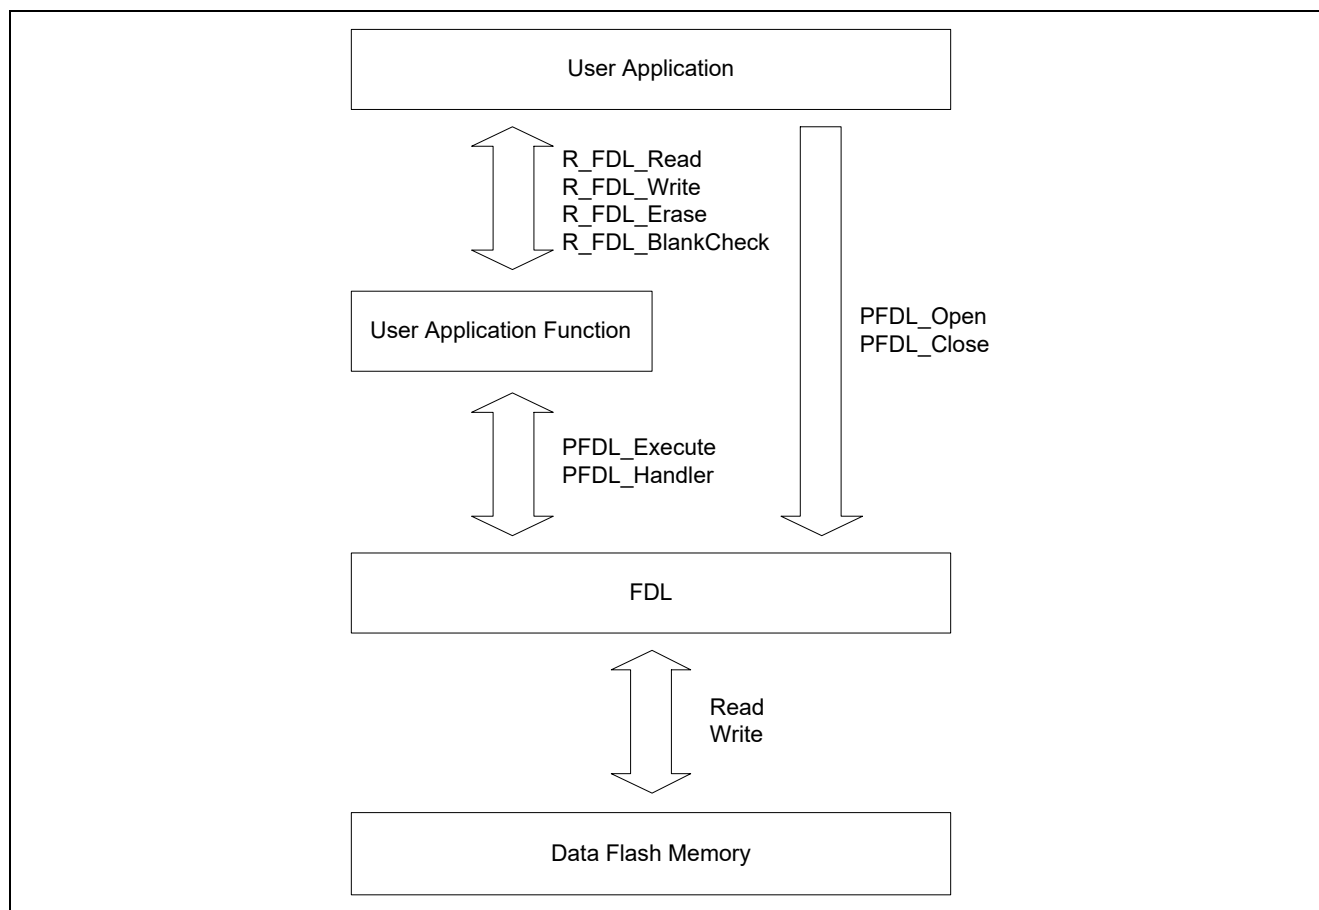 User Application
R_FDL_Read
R_FDL_Write
R_FDL_Erase
R_FDL_BlankCheck
User Application Function
PFDL_Open
PFDL_Close
PFDL_Execute
PFDL_Handler
FDL
Read
Write
Data Flash Memory